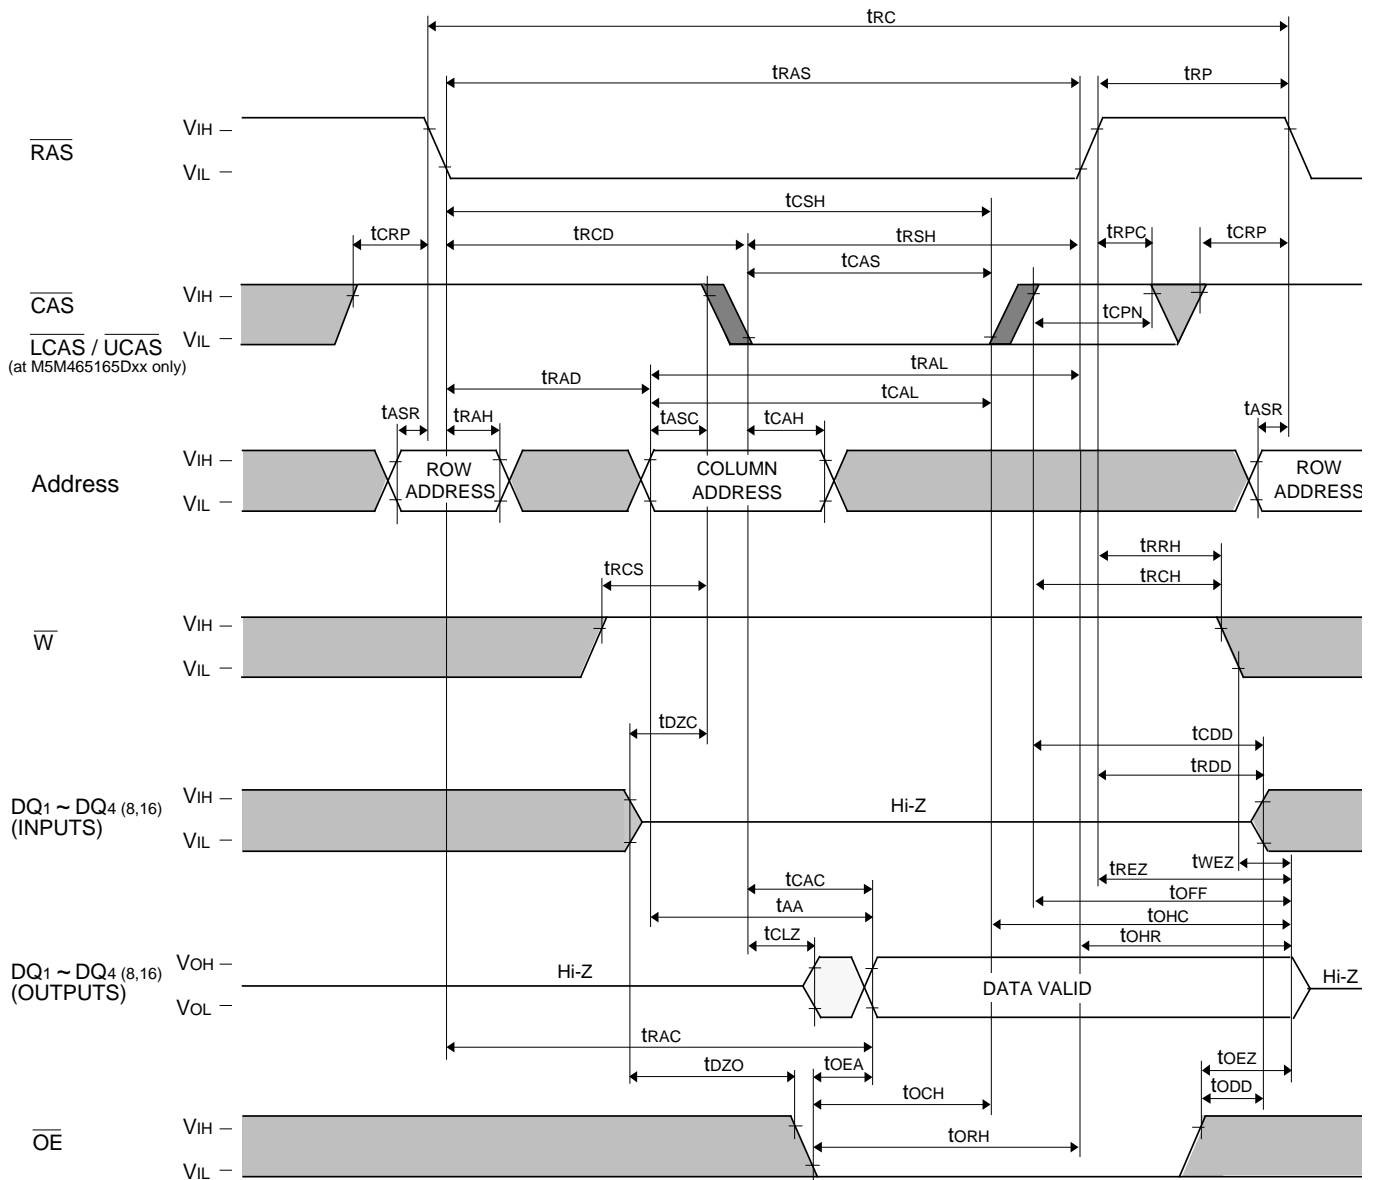 tRC
tRAS
tRP
RAS
VIH
VIL
tCSH
tCRP
tRCD
tRSH
tRPC
tCRP
tCAS
CAS
VIH
tCPN
LCAS / UCAS
VIL
(at M5M465165Dxx only)
tRAD
tRAL
tCAL
tASR
tRAH
tASC
tCAH
tASR
Address
VIH
VIL
ROW
ADDRESS
COLUMN
ADDRESS
ROW
ADDRESS
tRRH
tRCS
tRCH
W
VIH
VIL
tDZC
tCDD
tRDD
DQ1 ~ DQ4 (8,16)
(INPUTS)
VIH
VIL
Hi-Z
tWEZ
tCAC
tREZ
tAA
tOFF
tOHC
tCLZ
tOHR
DQ1 ~ DQ4 (8,16)
(OUTPUTS)
VOH
VOL
Hi-Z
DATA VALID
Hi-Z
tRAC
tDZO
tOEA
tOEZ
tOCH
tODD
OE
VIH
VIL
tORH